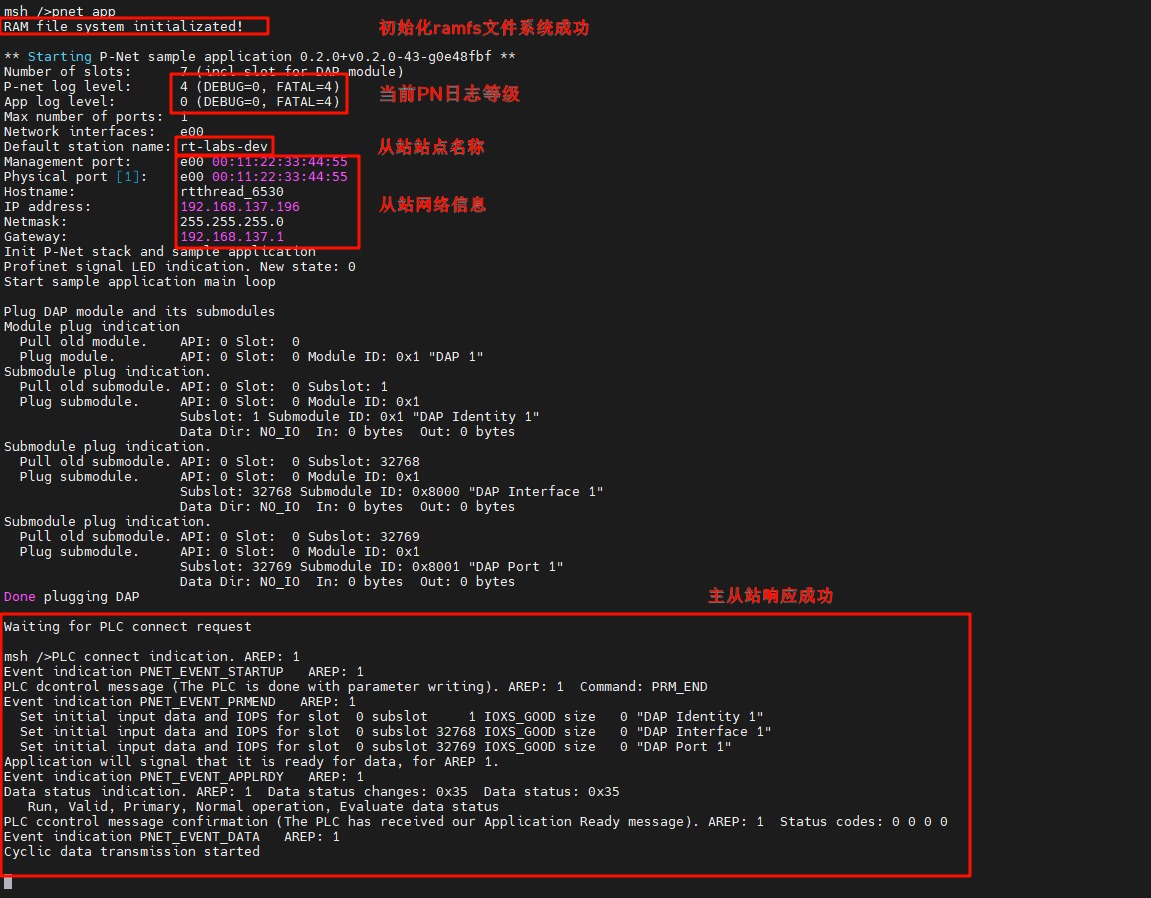 msh />pnet app
RAM file system initializated!
初始化ramfs文件系统成功
** Starting P-Net sample application 0.2.0+v0.2.0-43-g0e48fbf **
Number of slots: 7 (incl slot for DAP module)
P-net log level: 4 (DEBUG=0, FATAL=4)
当前PN日志等级
App log level: 0 (DEBUG=0, FATAL=4)
Max number of ports: 1
Network interfaces: e00
Default station name: rt-labs-dev
从站站点名称
Management port: e00 00:11:22:33:44:55
Physical port [1]: e00 00:11:22:33:44:55
Hostname: rtthread_6530
IP address: 192.168.137.196
从站网络信息
Netmask: 255.255.255.0
Gateway: 192.168.137.1
Init P-Net stack and sample application
Profinet signal LED indication. New state: 0
Start sample application main loop
Plug DAP module and its submodules
Module plug indication
Pull old module. API: 0 Slot: 0
Plug module. API: 0 Slot: 0 Module ID: 0x1 "DAP 1"
Submodule plug indication.
Pull old submodule. API: 0 Slot: 0 Subslot: 1
Plug submodule. API: 0 Slot: 0 Module ID: 0x1
Subslot: 1 Submodule ID: 0x1 "DAP Identity 1"
Data Dir: NO_IO In: 0 bytes Out: 0 bytes
Submodule plug indication.
Pull old submodule. API: 0 Slot: 0 Subslot: 32768
Plug submodule. API: 0 Slot: 0 Module ID: 0x1
Subslot: 32768 Submodule ID: 0x8000 "DAP Interface 1"
Data Dir: NO_IO In: 0 bytes Out: 0 bytes
Submodule plug indication.
Pull old submodule. API: 0 Slot: 0 Subslot: 32769
Plug submodule. API: 0 Slot: 0 Module ID: 0x1
Subslot: 32769 Submodule ID: 0x8001 "DAP Port 1"
Data Dir: NO_IO In: 0 bytes Out: 0 bytes
Done plugging DAP
主从站响应成功
Waiting for PLC connect request
msh />PLC connect indication. AREP: 1
Event indication PNET_EVENT_STARTUP AREP: 1
PLC dcontrol message (The PLC is done with parameter writing). AREP: 1 Command: PRM_END
Event indication PNET_EVENT_PRMEND AREP: 1
Set initial input data and IOPS for slot 0 subslot 1 IOXS_GOOD size 0 "DAP Identity 1"
Set initial input data and IOPS for slot 0 subslot 32768 IOXS_GOOD size 0 "DAP Interface 1"
Set initial input data and IOPS for slot 0 subslot 32769 IOXS_GOOD size 0 "DAP Port 1"
Application will signal that it is ready for data, for AREP 1.
Event indication PNET_EVENT_APPLRDY AREP: 1
Data status indication. AREP: 1 Data status changes: 0x35 Data status: 0x35
Run, Valid, Primary, Normal operation, Evaluate data status
PLC ccontrol message confirmation (The PLC has received our Application Ready message). AREP: 1 Status codes: 0 0 0 0
Event indication PNET_EVENT_DATA AREP: 1
Cyclic data transmission started